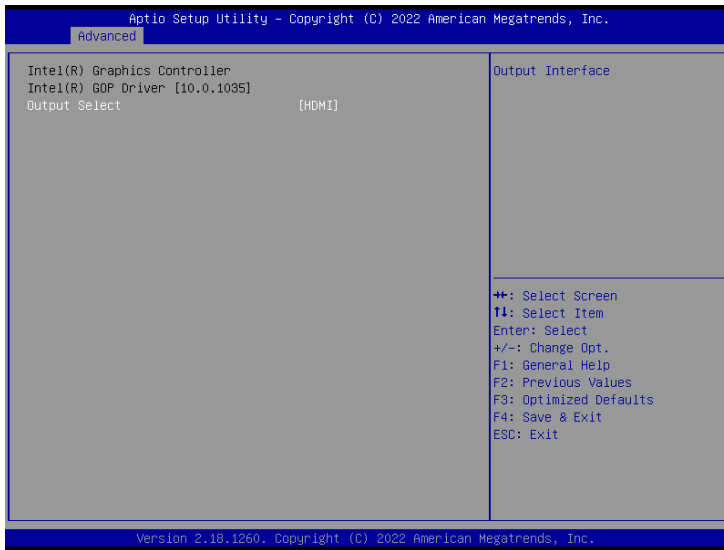 Aptio Setup Utility – Copyright (C) 2022 American Megatrends, Inc.
Advanced
Intel(R) Graphics Controller
Intel(R) GOP Driver [10.0.1035]
Output Select [HDMI]
Output Interface
→←: Select Screen
↑↓: Select Item
Enter: Select
+/-: Change Opt.
F1: General Help
F2: Previous Values
F3: Optimized Defaults
F4: Save & Exit
ESC: Exit
Version 2.18.1260. Copyright (C) 2022 American Megatrends, Inc.